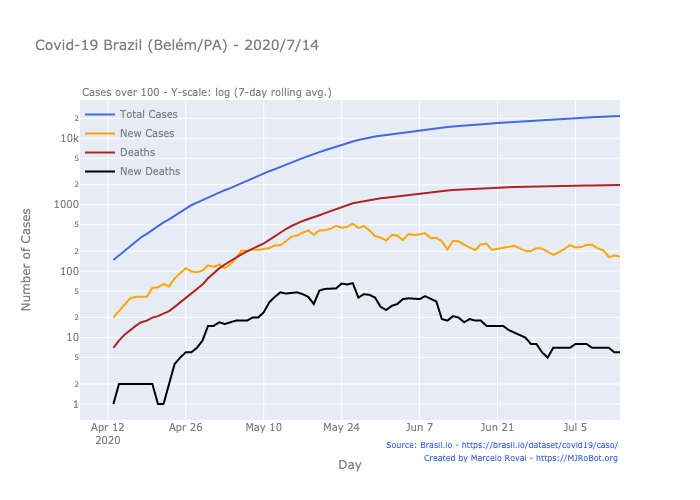 Covid-19 Brazil (Belém/PA) - 2020/7/14
Cases over 100 - Y-scale: log (7-day rolling avg.)
Total Cases
New Cases
Deaths
New Deaths
Number of Cases
2
10k
5
2
1000
5
2
100
5
2
10
5
2
1
Apr 12
2020
Apr 26
May 10
May 24
Jun 7
Jun 21
Jul 5
Day
Source: Brasil.io - https://brasil.io/dataset/covid19/caso/
Created by Marcelo Rovai - https://MJRoBot.org